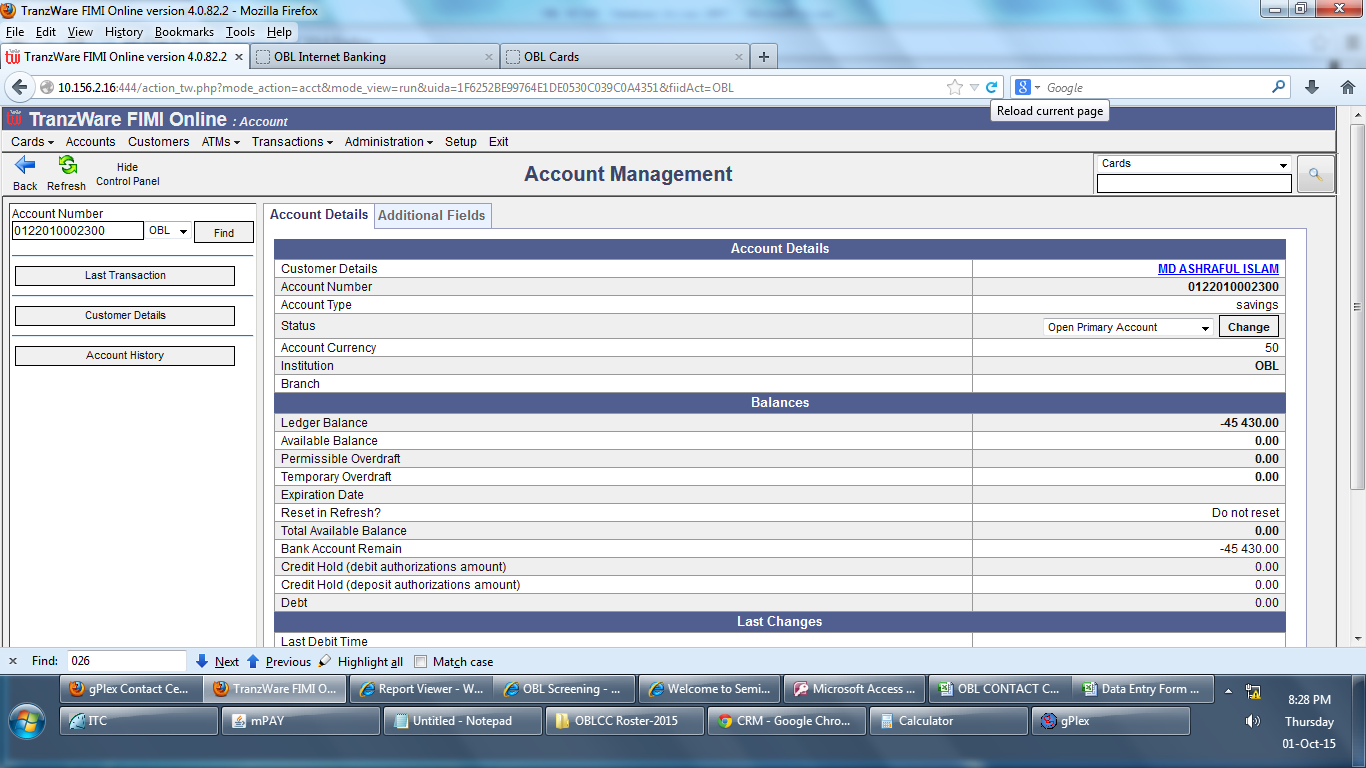 TranzWare FIMI Online version 4.0.82.2 - Mozilla Firefox
File Edit View History Bookmarks Tools Help
TranzWare FIMI Online version 4.0.82.2
OBL Internet Banking
OBL Cards
10.156.2.16:444/action_tw.php?mode_action=acct&mode_view=run&uida=1F6252BE99764E1DE0530C039C0A4351&fiidAct=OBL
Google
Reload current page
TranzWare FIMI Online : Account
Cards Accounts Customers ATMs Transactions Administration Setup Exit
Back
Refresh
Hide
Control Panel
Account Management
Cards
Account Number
0122010002300 OBL Find
Last Transaction
Customer Details
Account History
Account Details Additional Fields
Account Details
Customer Details MD ASHRAFUL ISLAM
Account Number 0122010002300
Account Type savings
Status Open Primary Account Change
Account Currency 50
Institution OBL
Branch
Balances
Ledger Balance -45 430.00
Available Balance 0.00
Permissible Overdraft 0.00
Temporary Overdraft 0.00
Expiration Date
Reset in Refresh? Do not reset
Total Available Balance 0.00
Bank Account Remain -45 430.00
Credit Hold (debit authorizations amount) 0.00
Credit Hold (deposit authorizations amount) 0.00
Debt 0.00
Last Changes
Last Debit Time
Find: 026 Next Previous Highlight all Match case
gPlex Contact Ce... TranzWare FIMI O... Report Viewer - W... OBL Screening - ... Welcome to Semi... Microsoft Access ... OBL CONTACT C... Data Entry Form ...
ITC mPAY Untitled - Notepad OBLCC Roster-2015 CRM - Google Chro... Calculator gPlex
8:28 PM
Thursday
01-Oct-15